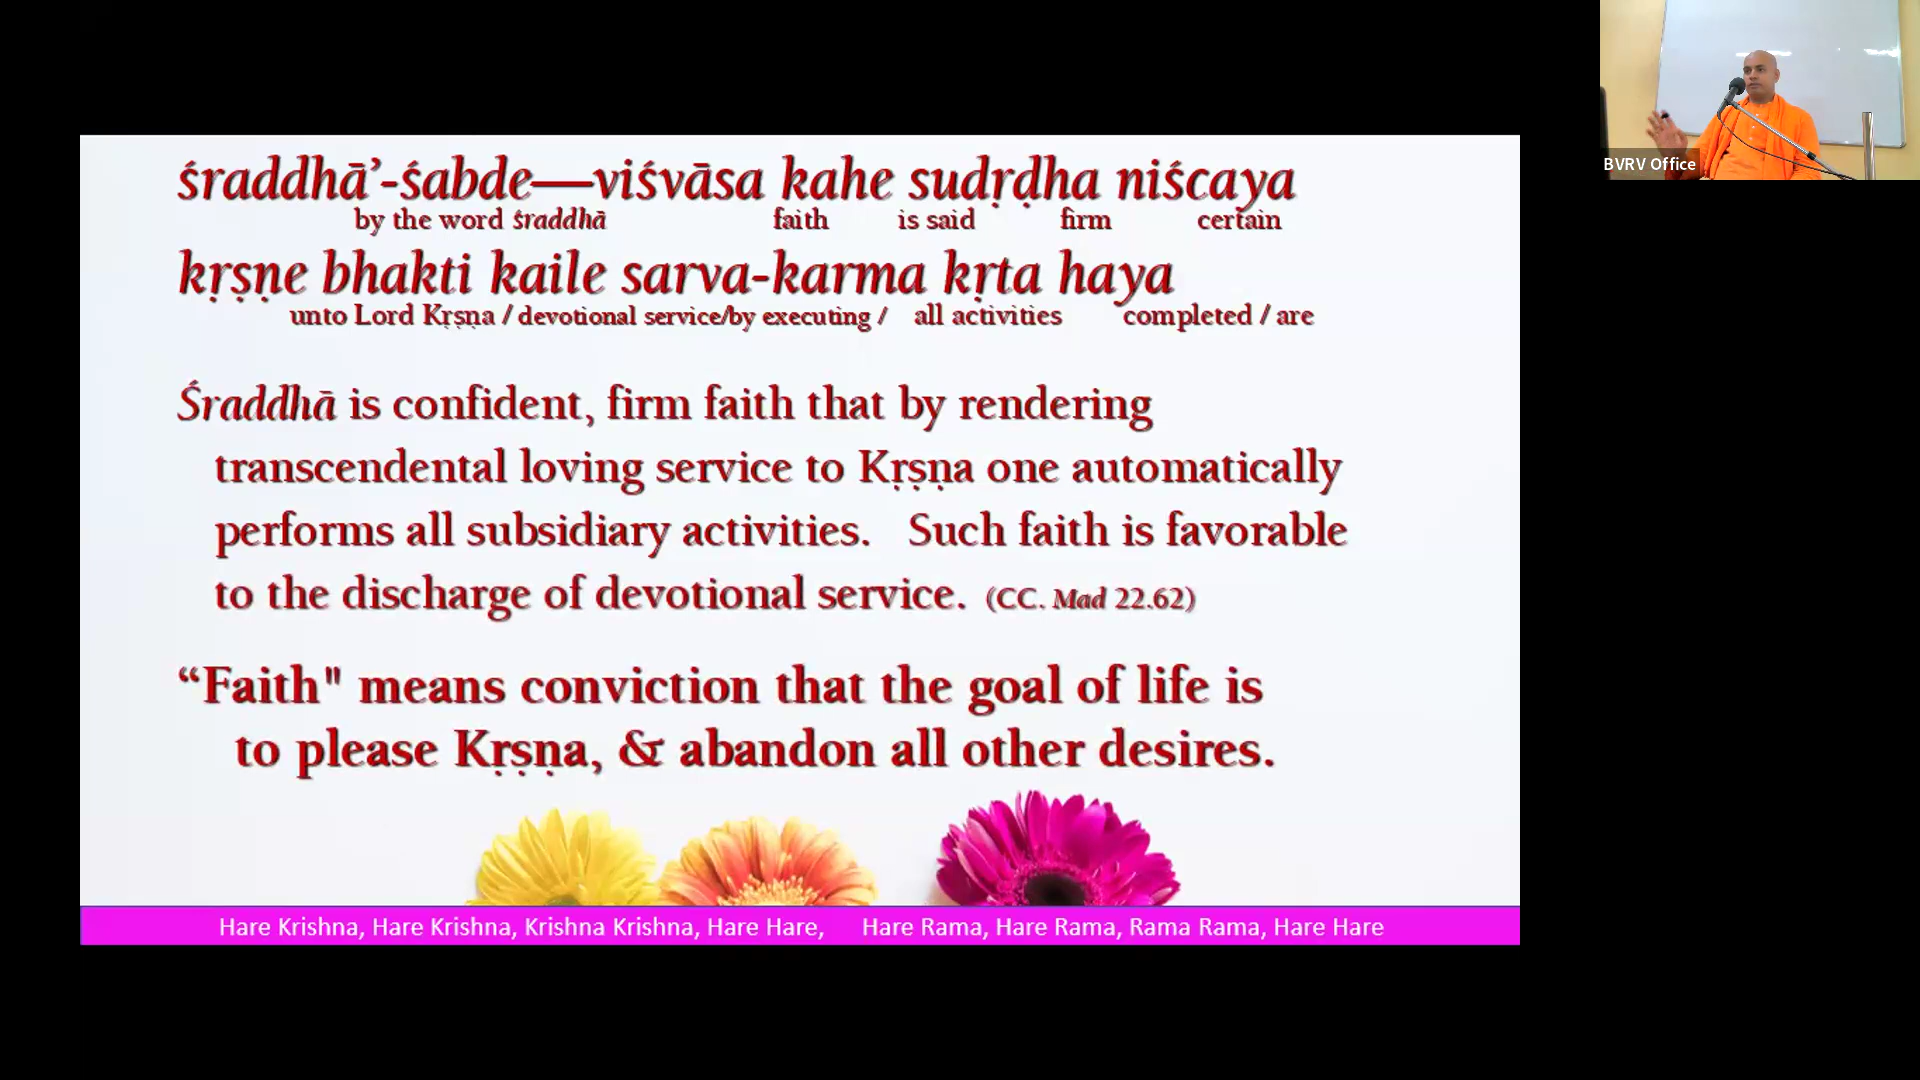 śraddhā’-śabde—viśvāsa kahe sudṛḍha niścaya
by the word śraddhā faith is said firm certain
kṛṣṇe bhakti kaile sarva-karma kṛta haya
unto Lord Kṛṣṇa / devotional service/by executing / all activities completed / are
Śraddhā is confident, firm faith that by rendering
transcendental loving service to Kṛṣṇa one automatically
performs all subsidiary activities. Such faith is favorable
to the discharge of devotional service. (CC. Mad 22.62)
“Faith" means conviction that the goal of life is
to please Kṛṣṇa, & abandon all other desires.
Hare Krishna, Hare Krishna, Krishna Krishna, Hare Hare, Hare Rama, Hare Rama, Rama Rama, Hare Hare
BVRV Office